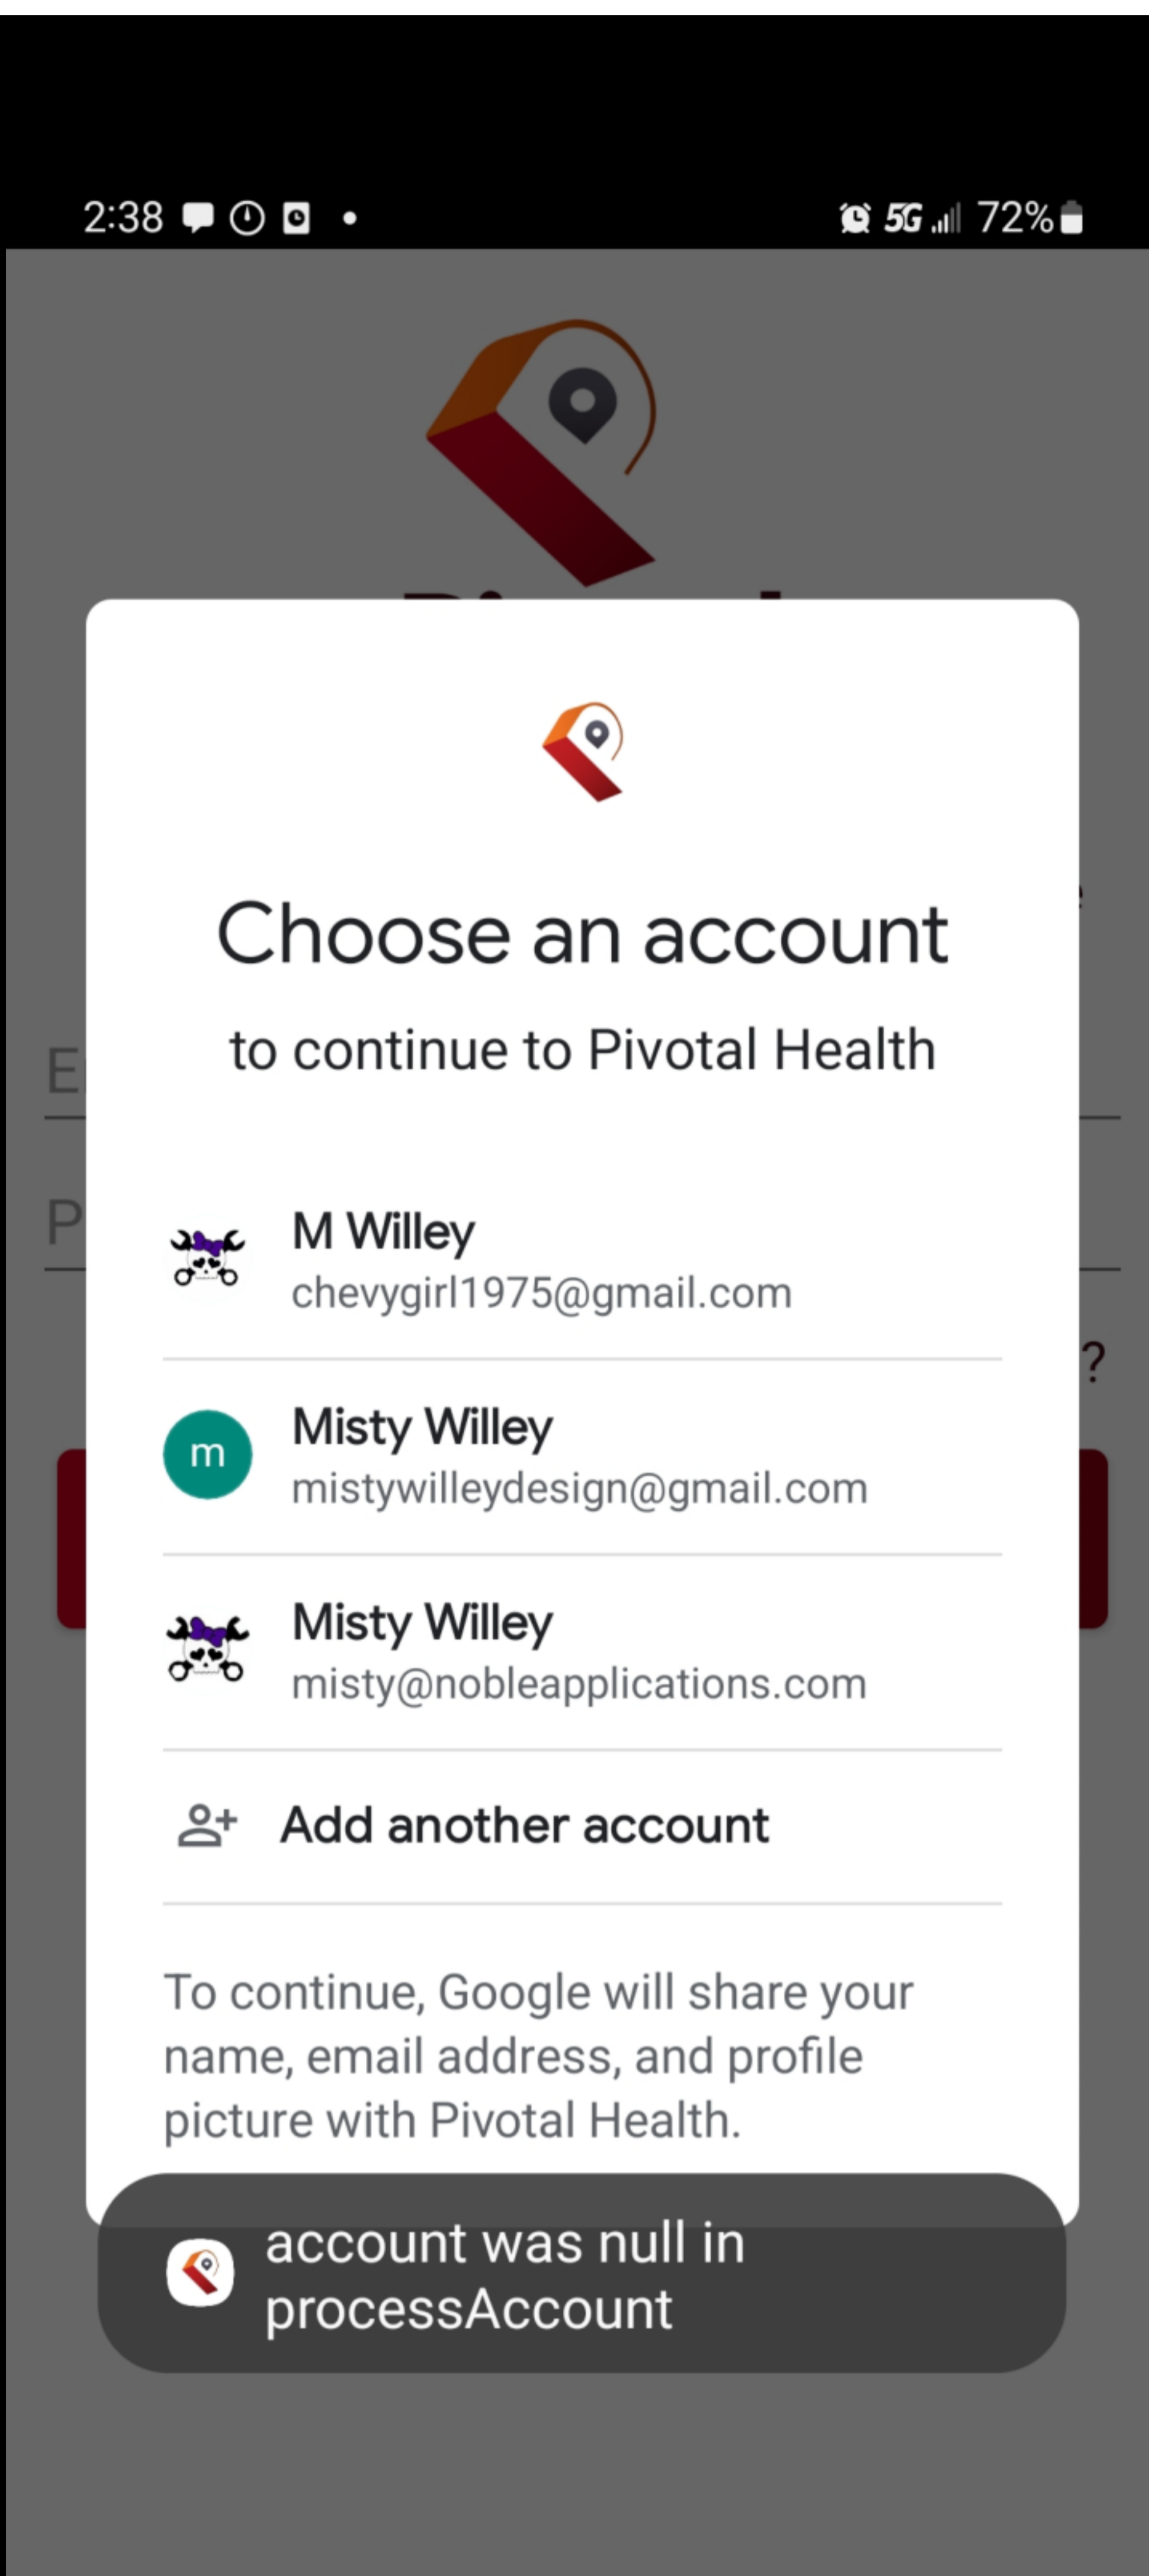 2:38
5G 72%
Choose an account
to continue to Pivotal Health
E
M Willey
chevygirl1975@gmail.com
P
?
m
Misty Willey
mistywilleydesign@gmail.com
Misty Willey
misty@nobleapplications.com
Add another account
To continue, Google will share your
name, email address, and profile
picture with Pivotal Health.
account was null in
processAccount